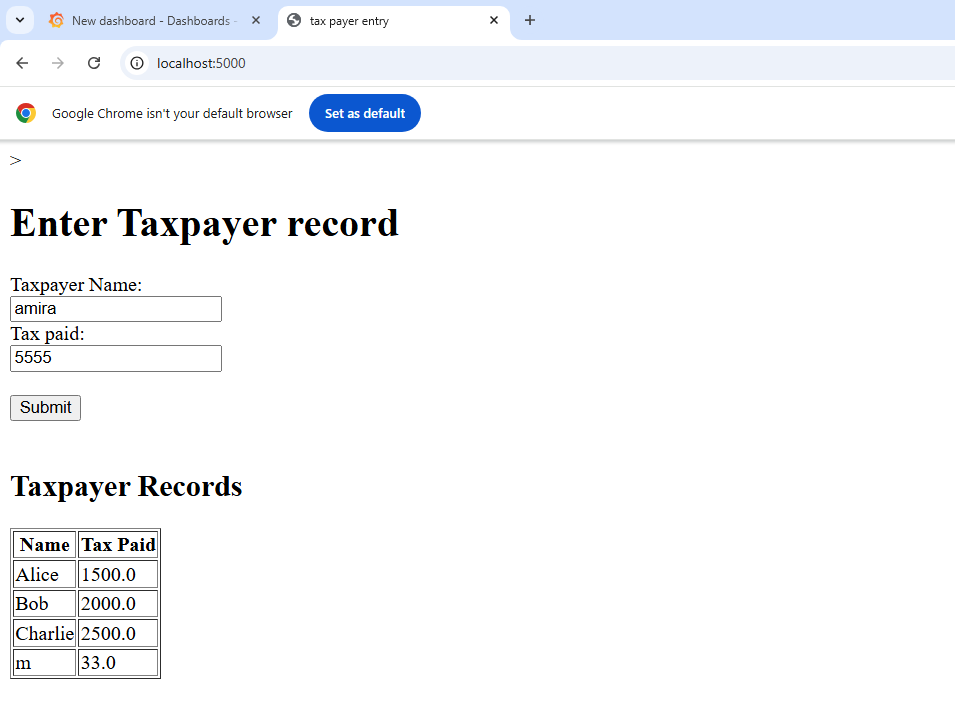 New dashboard - Dashboards -
tax payer entry
localhost:5000
Google Chrome isn't your default browser
Set as default
>
Enter Taxpayer record
Taxpayer Name:
amira
Tax paid:
5555
Submit
Taxpayer Records
Name Tax Paid
Alice 1500.0
Bob 2000.0
Charlie 2500.0
m 33.0